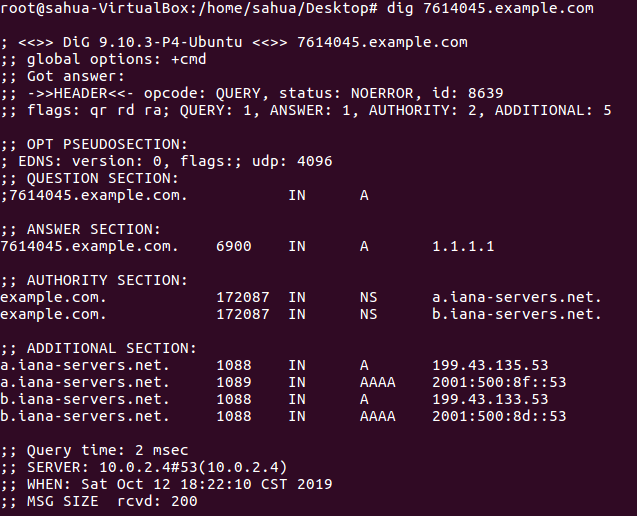 root@sahua-VirtualBox:/home/sahua/Desktop# dig 7614045.example.com
; <<>> DiG 9.10.3-P4-Ubuntu <<>> 7614045.example.com
;; global options: +cmd
;; Got answer:
;; ->>HEADER<<- opcode: QUERY, status: NOERROR, id: 8639
;; flags: qr rd ra; QUERY: 1, ANSWER: 1, AUTHORITY: 2, ADDITIONAL: 5
;; OPT PSEUDOSECTION:
; EDNS: version: 0, flags:; udp: 4096
;; QUESTION SECTION:
;7614045.example.com. IN A
;; ANSWER SECTION:
7614045.example.com. 6900 IN A 1.1.1.1
;; AUTHORITY SECTION:
example.com. 172087 IN NS a.iana-servers.net.
example.com. 172087 IN NS b.iana-servers.net.
;; ADDITIONAL SECTION:
a.iana-servers.net. 1088 IN A 199.43.135.53
a.iana-servers.net. 1089 IN AAAA 2001:500:8f::53
b.iana-servers.net. 1088 IN A 199.43.133.53
b.iana-servers.net. 1088 IN AAAA 2001:500:8d::53
;; Query time: 2 msec
;; SERVER: 10.0.2.4#53(10.0.2.4)
;; WHEN: Sat Oct 12 18:22:10 CST 2019
;; MSG SIZE rcvd: 200